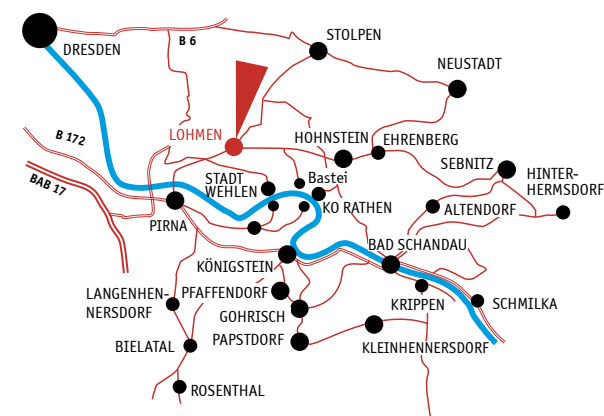 B 6
STOLPEN
DRESDEN
NEUSTADT
B 172
LOHMEN
HOHNSTEIN
EHRENBERG
BAB 17
STADT
WEHLEN
Bastei
SEBNITZ
HINTER-
HERMSDORF
KO RATHEN
ALTENDORF
PIRNA
BAD SCHANDAU
KÖNIGSTEIN
LANGENHEN-
NERSDORF
PFAFFENDORF
KRIPPEN
SCHMILKA
GOHRISCH
BIELATAL
PAPSTDORF
KLEINHENNERSDORF
ROSENTHAL